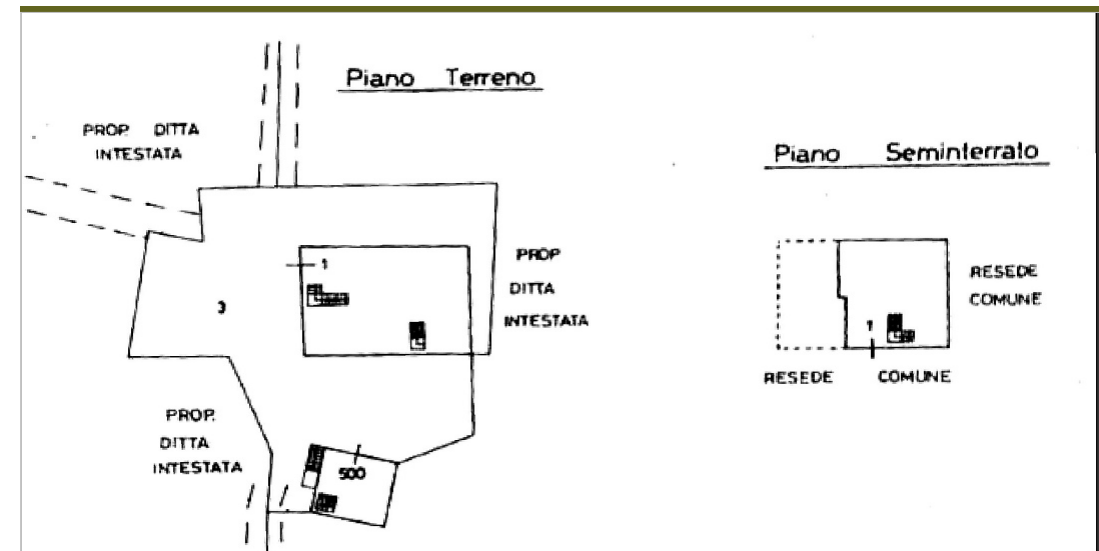 Piano Terreno
PROP. DITTA
INTESTATA
PROP
DITTA
INTESTATA
1
3
PROP.
DITTA
INTESTATA
500
Piano Seminterrato
RESEDE
COMUNE
1
RESEDE COMUNE